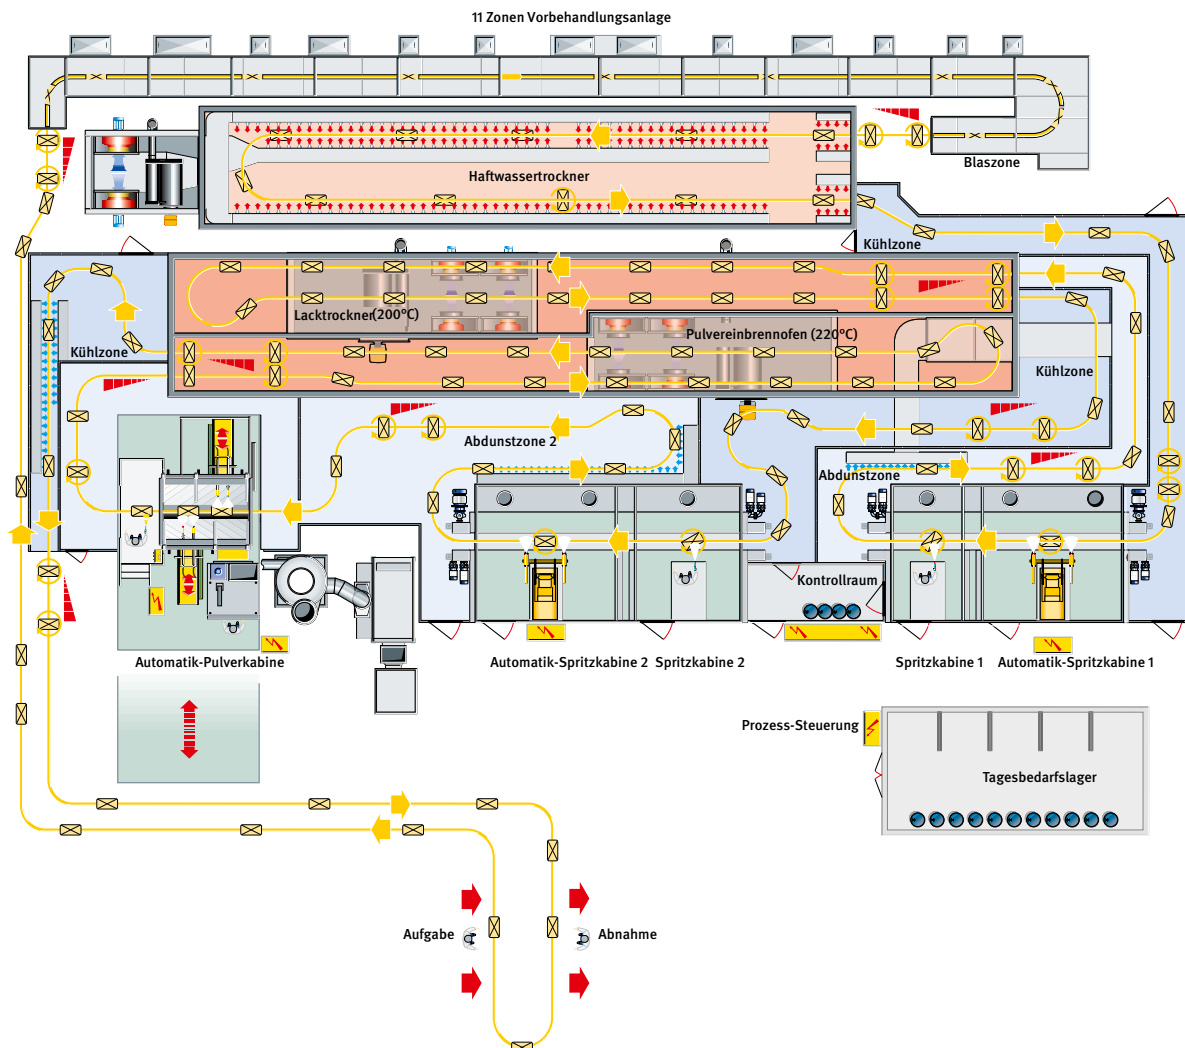 11 Zonen Vorbehandlungsanlage
Blaszone
Haftwassertrockner
Kühlzone
Lacktrockner (200°C)
Pulvereinbrennofen (220°C)
Kühlzone
Kühlzone
Abdunstzone 2
Abdunstzone
Kontrollraum
Automatik-Pulverkabine
Automatik-Spritzkabine 2
Spritzkabine 2
Spritzkabine 1
Automatik-Spritzkabine 1
Prozess-Steuerung
Tagesbedarfslager
Aufgabe
Abnahme